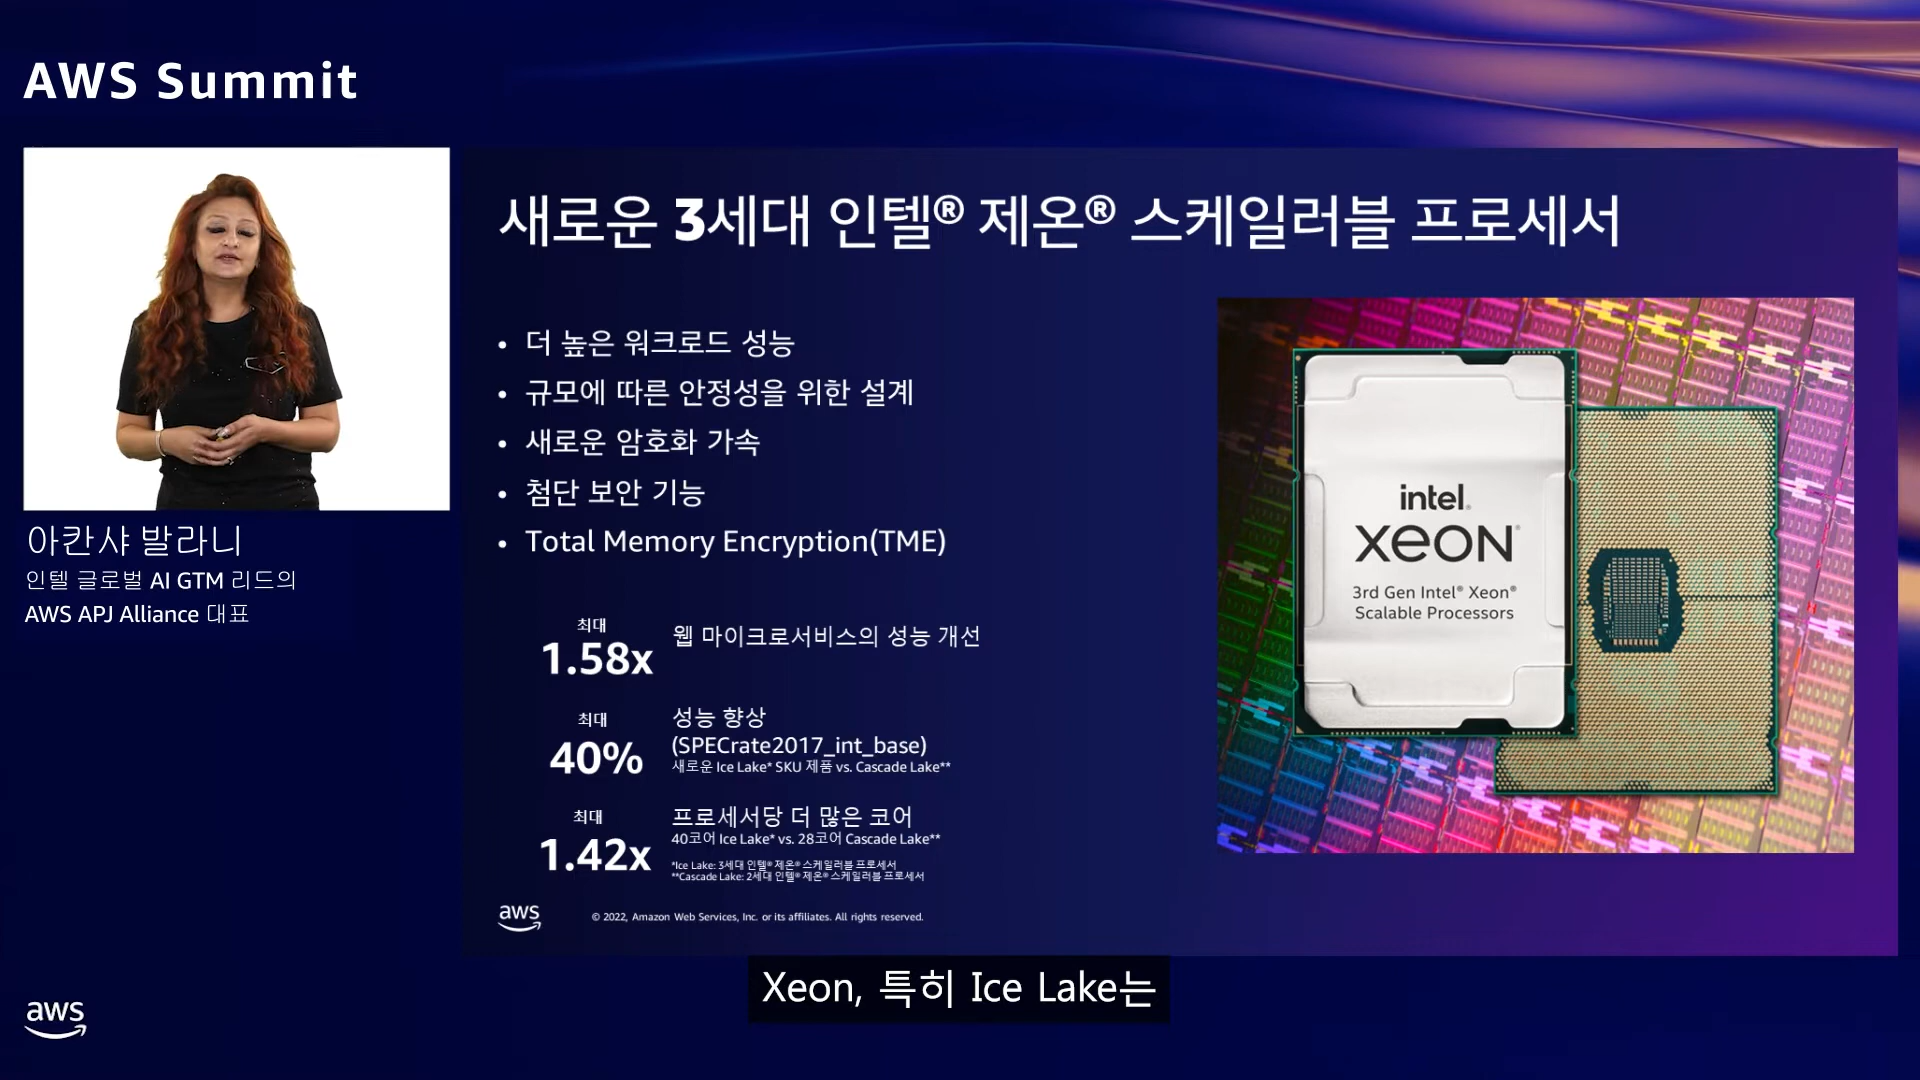 AWS Summit
아칸샤 발라니
인텔 글로벌 AI GTM 리드의
AWS APJ Alliance 대표
새로운 3세대 인텔® 제온® 스케일러블 프로세서
• 더 높은 워크로드 성능
• 규모에 따른 안정성을 위한 설계
• 새로운 암호화 가속
• 첨단 보안 기능
• Total Memory Encryption(TME)
최대
1.58x
웹 마이크로서비스의 성능 개선
최대
40%
성능 향상
(SPECrate2017_int_base)
새로운 Ice Lake* SKU 제품 vs. Cascade Lake**
최대
1.42x
프로세서당 더 많은 코어
40코어 Ice Lake* vs. 28코어 Cascade Lake**
*Ice Lake: 3세대 인텔® 제온® 스케일러블 프로세서
**Cascade Lake: 2세대 인텔® 제온® 스케일러블 프로세서
intel.
XEON®
3rd Gen Intel® Xeon®
Scalable Processors
aws
© 2022, Amazon Web Services, Inc. or its affiliates. All rights reserved.
Xeon, 특히 Ice Lake는
aws